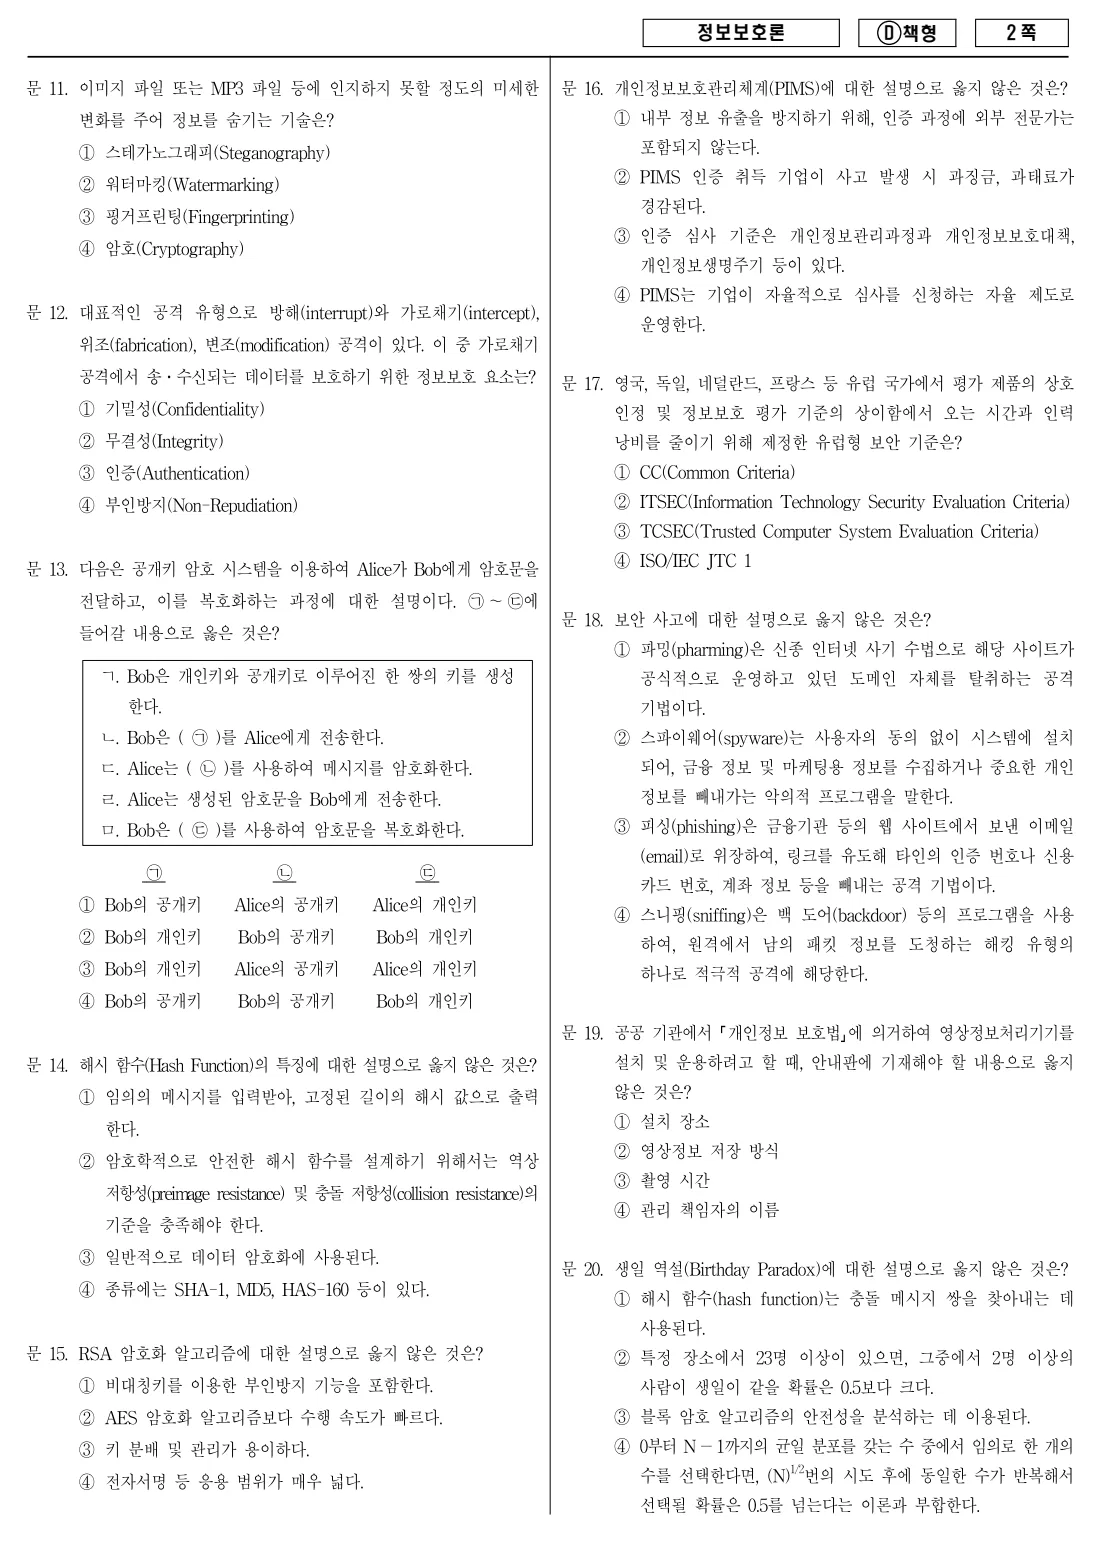 정보보호론
Ⓓ책형
2 쪽
문 11. 이미지 파일 또는 MP3 파일 등에 인지하지 못할 정도의 미세한
변화를 주어 정보를 숨기는 기술은?
① 스테가노그래피(Steganography)
② 워터마킹(Watermarking)
③ 핑거프린팅(Fingerprinting)
④ 암호(Cryptography)
문 12. 대표적인 공격 유형으로 방해(interrupt)와 가로채기(intercept),
위조(fabrication), 변조(modification) 공격이 있다. 이 중 가로채기
공격에서 송·수신되는 데이터를 보호하기 위한 정보보호 요소는?
① 기밀성(Confidentiality)
② 무결성(Integrity)
③ 인증(Authentication)
④ 부인방지(Non-Repudiation)
문 13. 다음은 공개키 암호 시스템을 이용하여 Alice가 Bob에게 암호문을
전달하고, 이를 복호화하는 과정에 대한 설명이다. ㉠ ~ ㉢에
들어갈 내용으로 옳은 것은?
ㄱ. Bob은 개인키와 공개키로 이루어진 한 쌍의 키를 생성
한다.
ㄴ. Bob은 ( ㉠ )를 Alice에게 전송한다.
ㄷ. Alice는 ( ㉡ )를 사용하여 메시지를 암호화한다.
ㄹ. Alice는 생성된 암호문을 Bob에게 전송한다.
ㅁ. Bob은 ( ㉢ )를 사용하여 암호문을 복호화한다.
㉠ ㉡ ㉢
① Bob의 공개키 Alice의 공개키 Alice의 개인키
② Bob의 개인키 Bob의 공개키 Bob의 개인키
③ Bob의 개인키 Alice의 공개키 Alice의 개인키
④ Bob의 공개키 Bob의 공개키 Bob의 개인키
문 14. 해시 함수(Hash Function)의 특징에 대한 설명으로 옳지 않은 것은?
① 임의의 메시지를 입력받아, 고정된 길이의 해시 값으로 출력
한다.
② 암호학적으로 안전한 해시 함수를 설계하기 위해서는 역상
저항성(preimage resistance) 및 충돌 저항성(collision resistance)의
기준을 충족해야 한다.
③ 일반적으로 데이터 암호화에 사용된다.
④ 종류에는 SHA-1, MD5, HAS-160 등이 있다.
문 15. RSA 암호화 알고리즘에 대한 설명으로 옳지 않은 것은?
① 비대칭키를 이용한 부인방지 기능을 포함한다.
② AES 암호화 알고리즘보다 수행 속도가 빠르다.
③ 키 분배 및 관리가 용이하다.
④ 전자서명 등 응용 범위가 매우 넓다.
문 16. 개인정보보호관리체계(PIMS)에 대한 설명으로 옳지 않은 것은?
① 내부 정보 유출을 방지하기 위해, 인증 과정에 외부 전문가는
포함되지 않는다.
② PIMS 인증 취득 기업이 사고 발생 시 과징금, 과태료가
경감된다.
③ 인증 심사 기준은 개인정보관리과정과 개인정보보호대책,
개인정보생명주기 등이 있다.
④ PIMS는 기업이 자율적으로 심사를 신청하는 자율 제도로
운영한다.
문 17. 영국, 독일, 네덜란드, 프랑스 등 유럽 국가에서 평가 제품의 상호
인정 및 정보보호 평가 기준의 상이함에서 오는 시간과 인력
낭비를 줄이기 위해 제정한 유럽형 보안 기준은?
① CC(Common Criteria)
② ITSEC(Information Technology Security Evaluation Criteria)
③ TCSEC(Trusted Computer System Evaluation Criteria)
④ ISO/IEC JTC 1
문 18. 보안 사고에 대한 설명으로 옳지 않은 것은?
① 파밍(pharming)은 신종 인터넷 사기 수법으로 해당 사이트가
공식적으로 운영하고 있던 도메인 자체를 탈취하는 공격
기법이다.
② 스파이웨어(spyware)는 사용자의 동의 없이 시스템에 설치
되어, 금융 정보 및 마케팅용 정보를 수집하거나 중요한 개인
정보를 빼내가는 악의적 프로그램을 말한다.
③ 피싱(phishing)은 금융기관 등의 웹 사이트에서 보낸 이메일
(email)로 위장하여, 링크를 유도해 타인의 인증 번호나 신용
카드 번호, 계좌 정보 등을 빼내는 공격 기법이다.
④ 스니핑(sniffing)은 백 도어(backdoor) 등의 프로그램을 사용
하여, 원격에서 남의 패킷 정보를 도청하는 해킹 유형의
하나로 적극적 공격에 해당한다.
문 19. 공공 기관에서 「개인정보 보호법」에 의거하여 영상정보처리기기를
설치 및 운용하려고 할 때, 안내판에 기재해야 할 내용으로 옳지
않은 것은?
① 설치 장소
② 영상정보 저장 방식
③ 촬영 시간
④ 관리 책임자의 이름
문 20. 생일 역설(Birthday Paradox)에 대한 설명으로 옳지 않은 것은?
① 해시 함수(hash function)는 충돌 메시지 쌍을 찾아내는 데
사용된다.
② 특정 장소에서 23명 이상이 있으면, 그중에서 2명 이상의
사람이 생일이 같을 확률은 0.5보다 크다.
③ 블록 암호 알고리즘의 안전성을 분석하는 데 이용된다.
④ 0부터 N − 1까지의 균일 분포를 갖는 수 중에서 임의로 한 개의
수를 선택한다면, (N)^1/2번의 시도 후에 동일한 수가 반복해서
선택될 확률은 0.5를 넘는다는 이론과 부합한다.